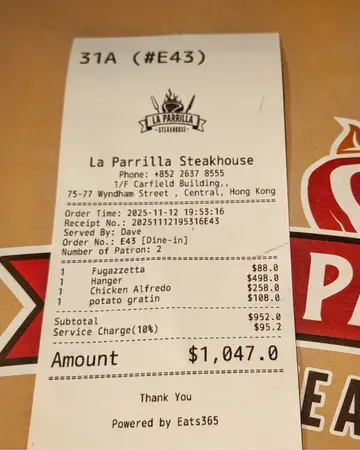 31A (#E43)
LA PARRILLA
STEAKHOUSE
La Parrilla Steakhouse
Phone: +852 2637 8555
1/F Carfield Building,,
75-77 Wyndham Street , Central, Hong Kong
Order Time: 2025-11-12 19:53:16
Receipt No.: 20251112195316E43
Served By: Dave
Order No.: E43 [Dine-in]
Number of Patron: 2
1 Fugazzetta $88.0
1 Hanger $498.0
1 Chicken Alfredo $258.0
1 potato gratin $108.0
Subtotal $952.0
Service Charge(10%) $95.2
Amount $1,047.0
Thank You
Powered by Eats365